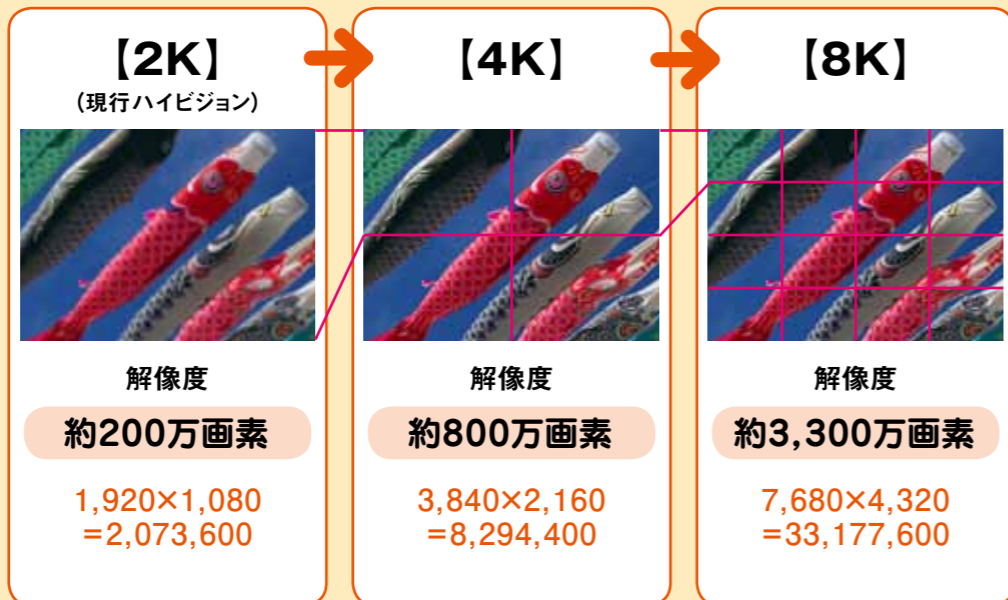 【2K】
(現行ハイビジョン)
解像度
約200万画素
1,920×1,080
=2,073,600
【4K】
解像度
約800万画素
3,840×2,160
=8,294,400
【8K】
解像度
約3,300万画素
7,680×4,320
=33,177,600